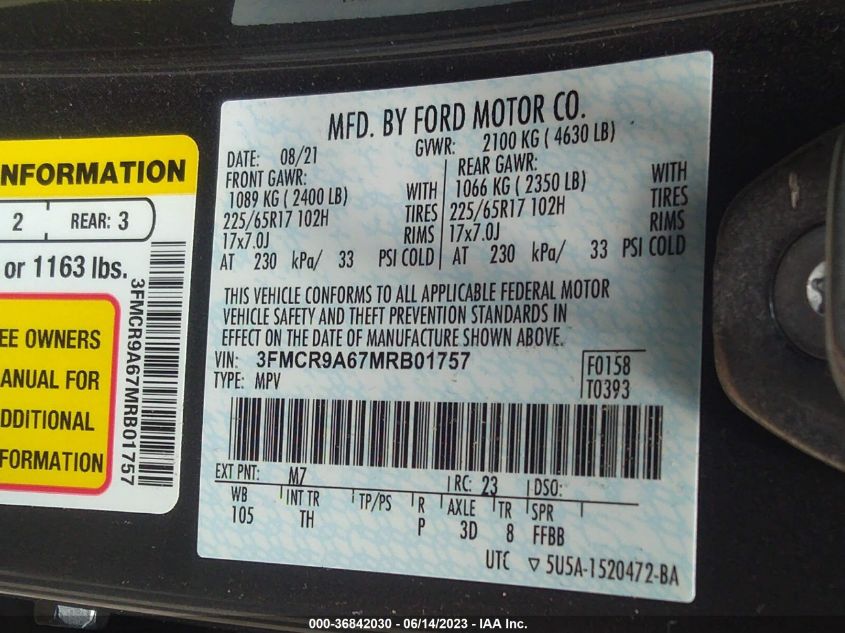 NFORMATION
2 REAR: 3
or 1163 lbs.
EE OWNERS
ANUAL FOR
DDITIONAL
FORMATION
3FMCR9A67MRB01757
MFD. BY FORD MOTOR CO.
DATE: 08/21 GVWR: 2100 KG ( 4630 LB)
FRONT GAWR: REAR GAWR:
1089 KG ( 2400 LB) WITH 1066 KG ( 2350 LB) WITH
225/65R17 102H TIRES 225/65R17 102H TIRES
17x7.0J RIMS 17x7.0J RIMS
AT 230 kPa/ 33 PSI COLD AT 230 kPa/ 33 PSI COLD
THIS VEHICLE CONFORMS TO ALL APPLICABLE FEDERAL MOTOR
VEHICLE SAFETY AND THEFT PREVENTION STANDARDS IN
EFFECT ON THE DATE OF MANUFACTURE SHOWN ABOVE.
VIN: 3FMCR9A67MRB01757 F0158
TYPE: MPV T0393
EXT PNT: M7 RC: 23 DSO:
WB INT TR TP/PS R AXLE TR SPR
105 TH P 3D 8 FFBB
UTC ▽ 5U5A-1520472-BA
000-36842030 - 06/14/2023 - IAA Inc.